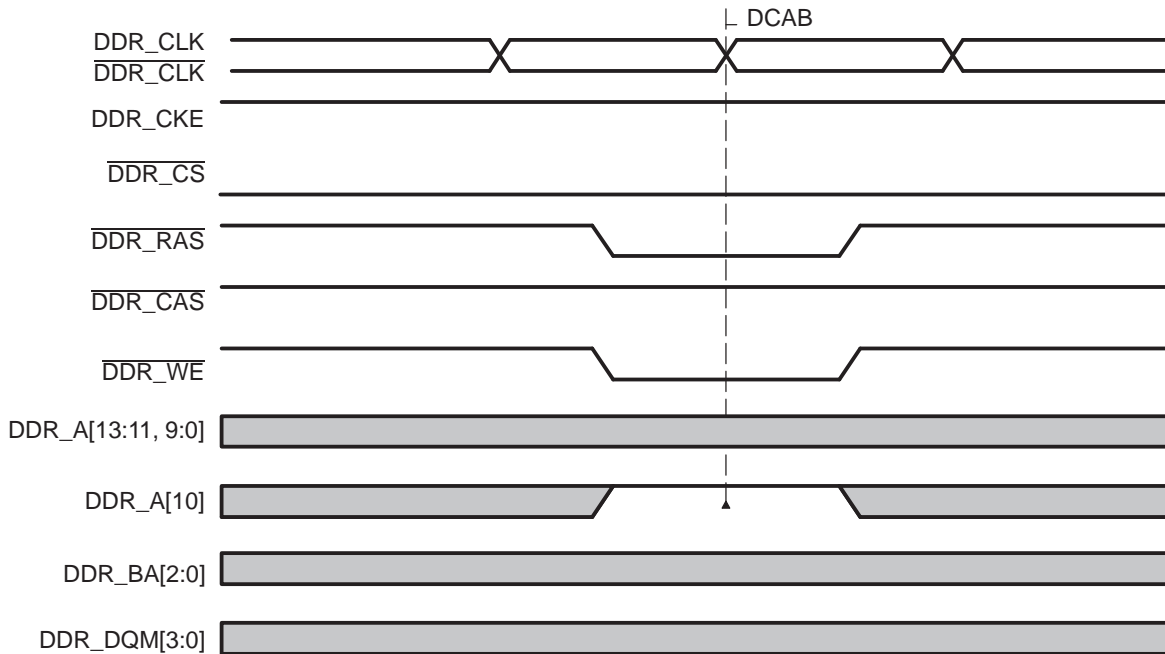 DCAB
DDR_CLK
DDR_CLK
DDR_CKE
DDR_CS
DDR_RAS
DDR_CAS
DDR_WE
DDR_A[13:11, 9:0]
DDR_A[10]
DDR_BA[2:0]
DDR_DQM[3:0]